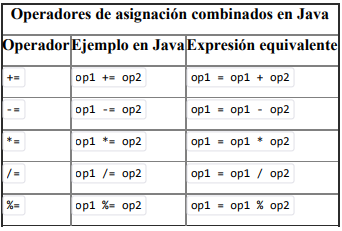 Operadores de asignación combinados en Java
Operador Ejemplo en Java Expresión equivalente
+= op1 += op2 op1 = op1 + op2
-= op1 -= op2 op1 = op1 - op2
*= op1 *= op2 op1 = op1 * op2
/= op1 /= op2 op1 = op1 / op2
%= op1 %= op2 op1 = op1 % op2